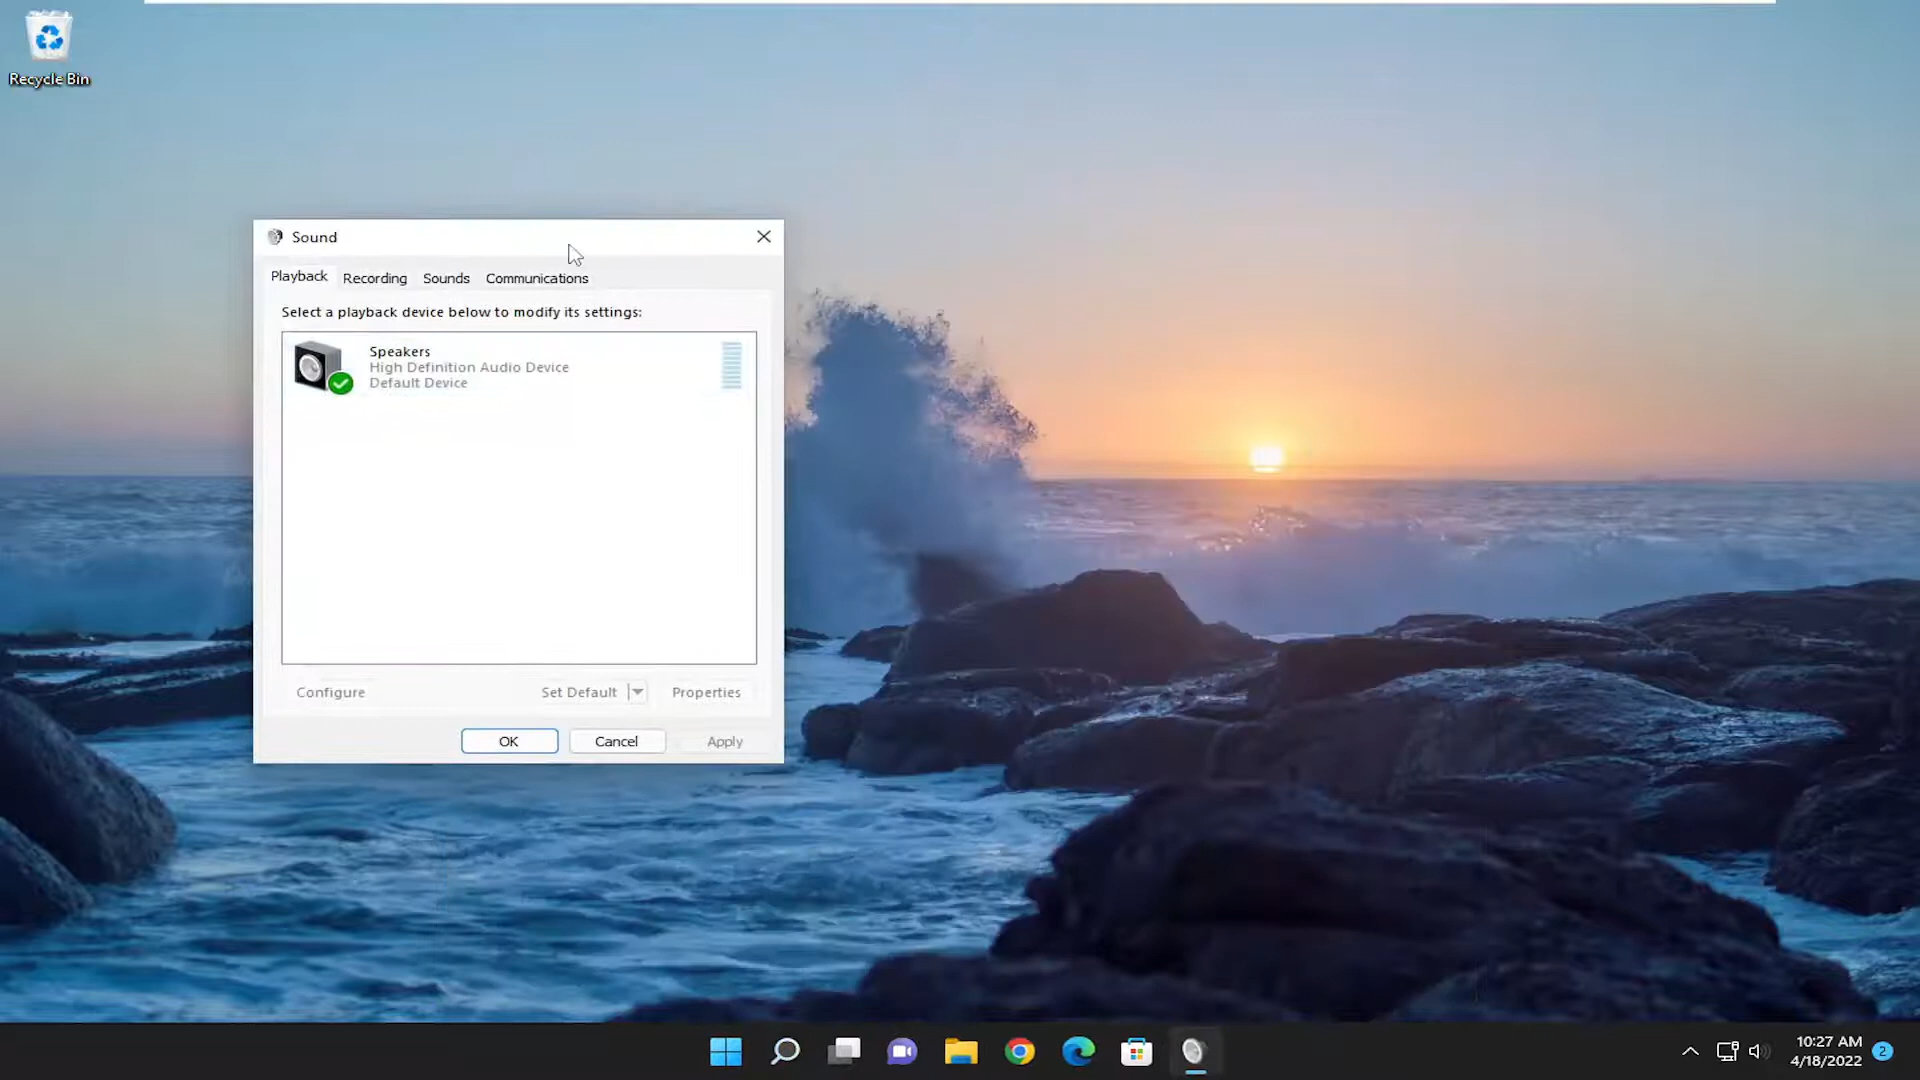 Recycle Bin
Sound
Playback
Recording
Sounds
Communications
Select a playback device below to modify its settings:
Speakers
High Definition Audio Device
Default Device
Configure
Set Default
Properties
OK
Cancel
Apply
10:27 AM
4/18/2022
2